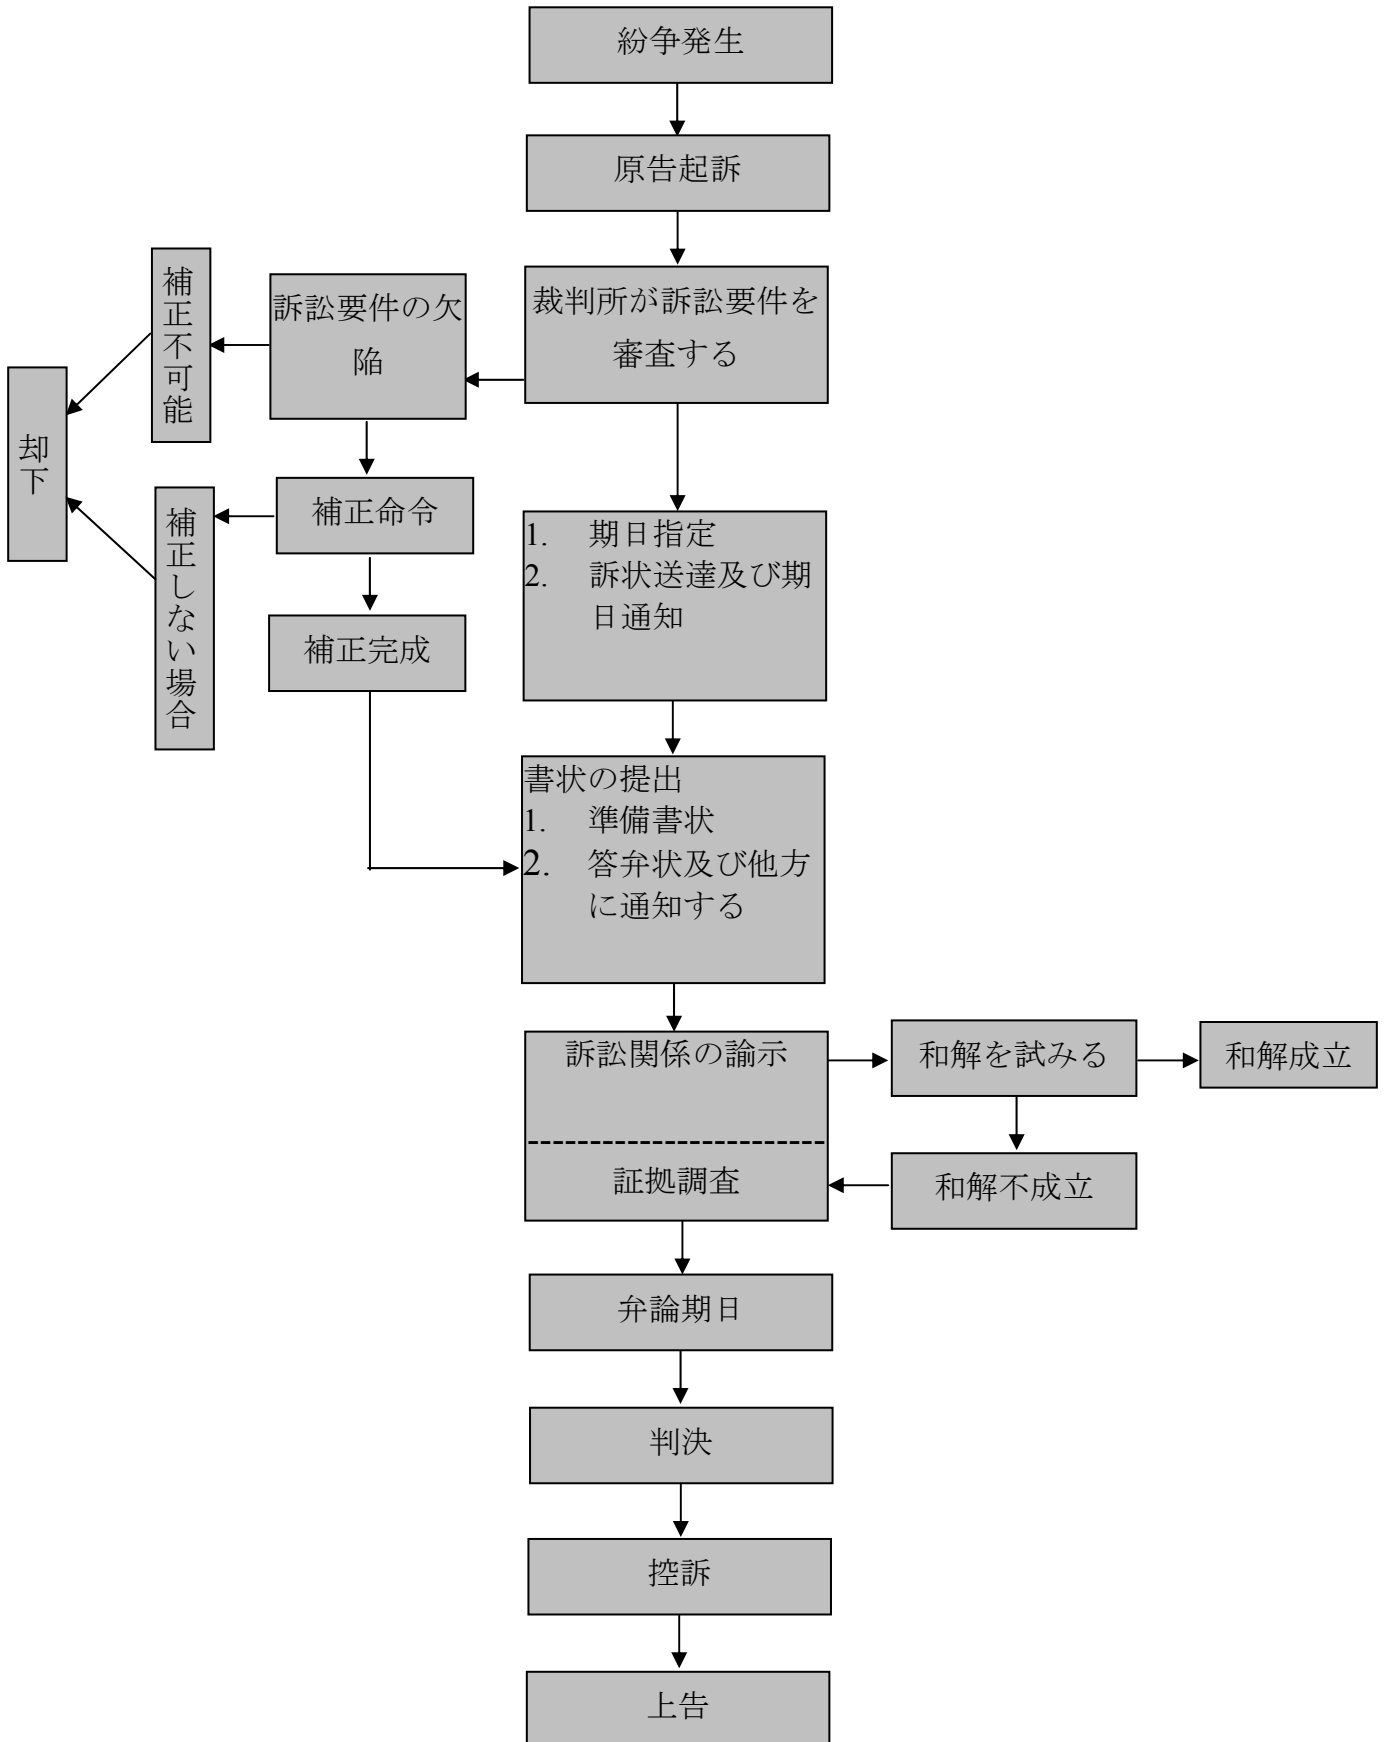 紛争発生
原告起訴
裁判所が訴訟要件を
審査する
訴訟要件の欠
陥
補正不可能
却下
補正命令
補正しない場合
補正完成
1. 期日指定
2. 訴状送達及び期
日通知
書状の提出
1. 準備書状
2. 答弁状及び他方
に通知する
訴訟関係の諭示
証拠調査
和解を試みる
和解成立
和解不成立
弁論期日
判決
控訴
上告